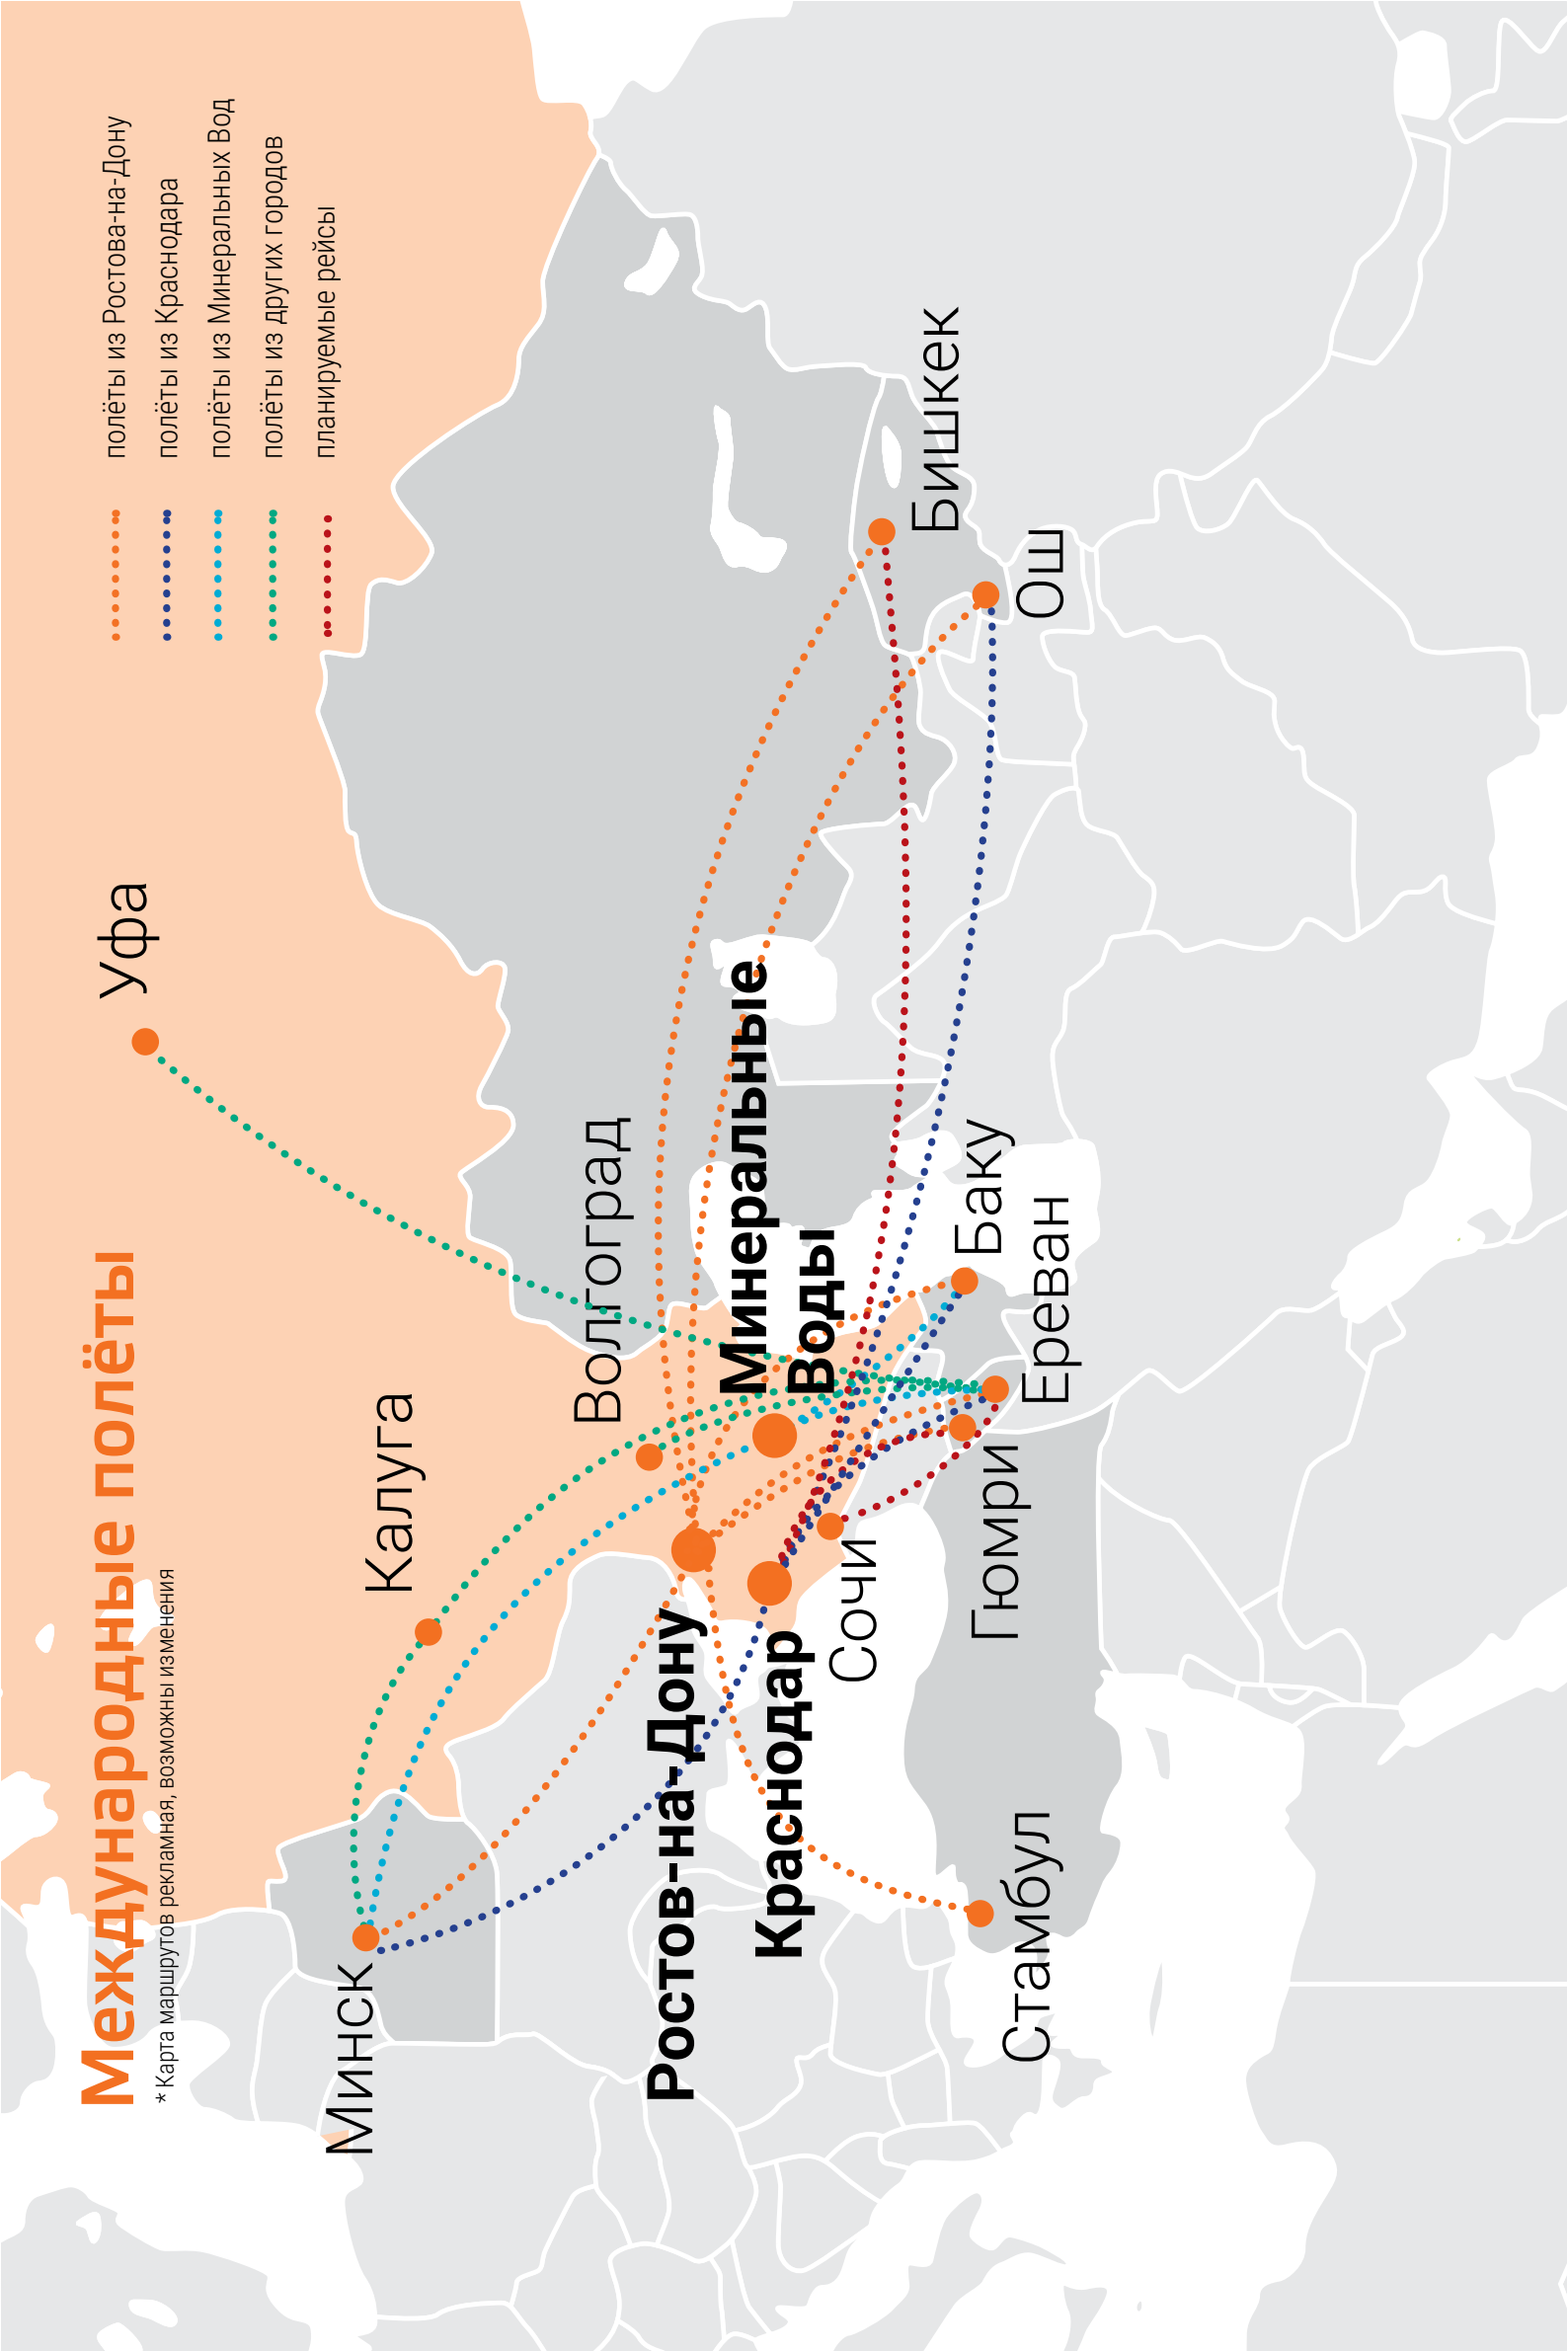 Международные полёты
* Карта маршрутов рекламная, возможны изменения
полёты из Ростова-на-Дону
полёты из Краснодара
полёты из Минеральных Вод
полёты из других городов
планируемые рейсы
Уфа
Минск
Калуга
Волгоград
Ростов-на-Дону
Минеральные
Воды
Краснодар
Сочи
Бишкек
Ош
Баку
Гюмри
Ереван
Стамбул